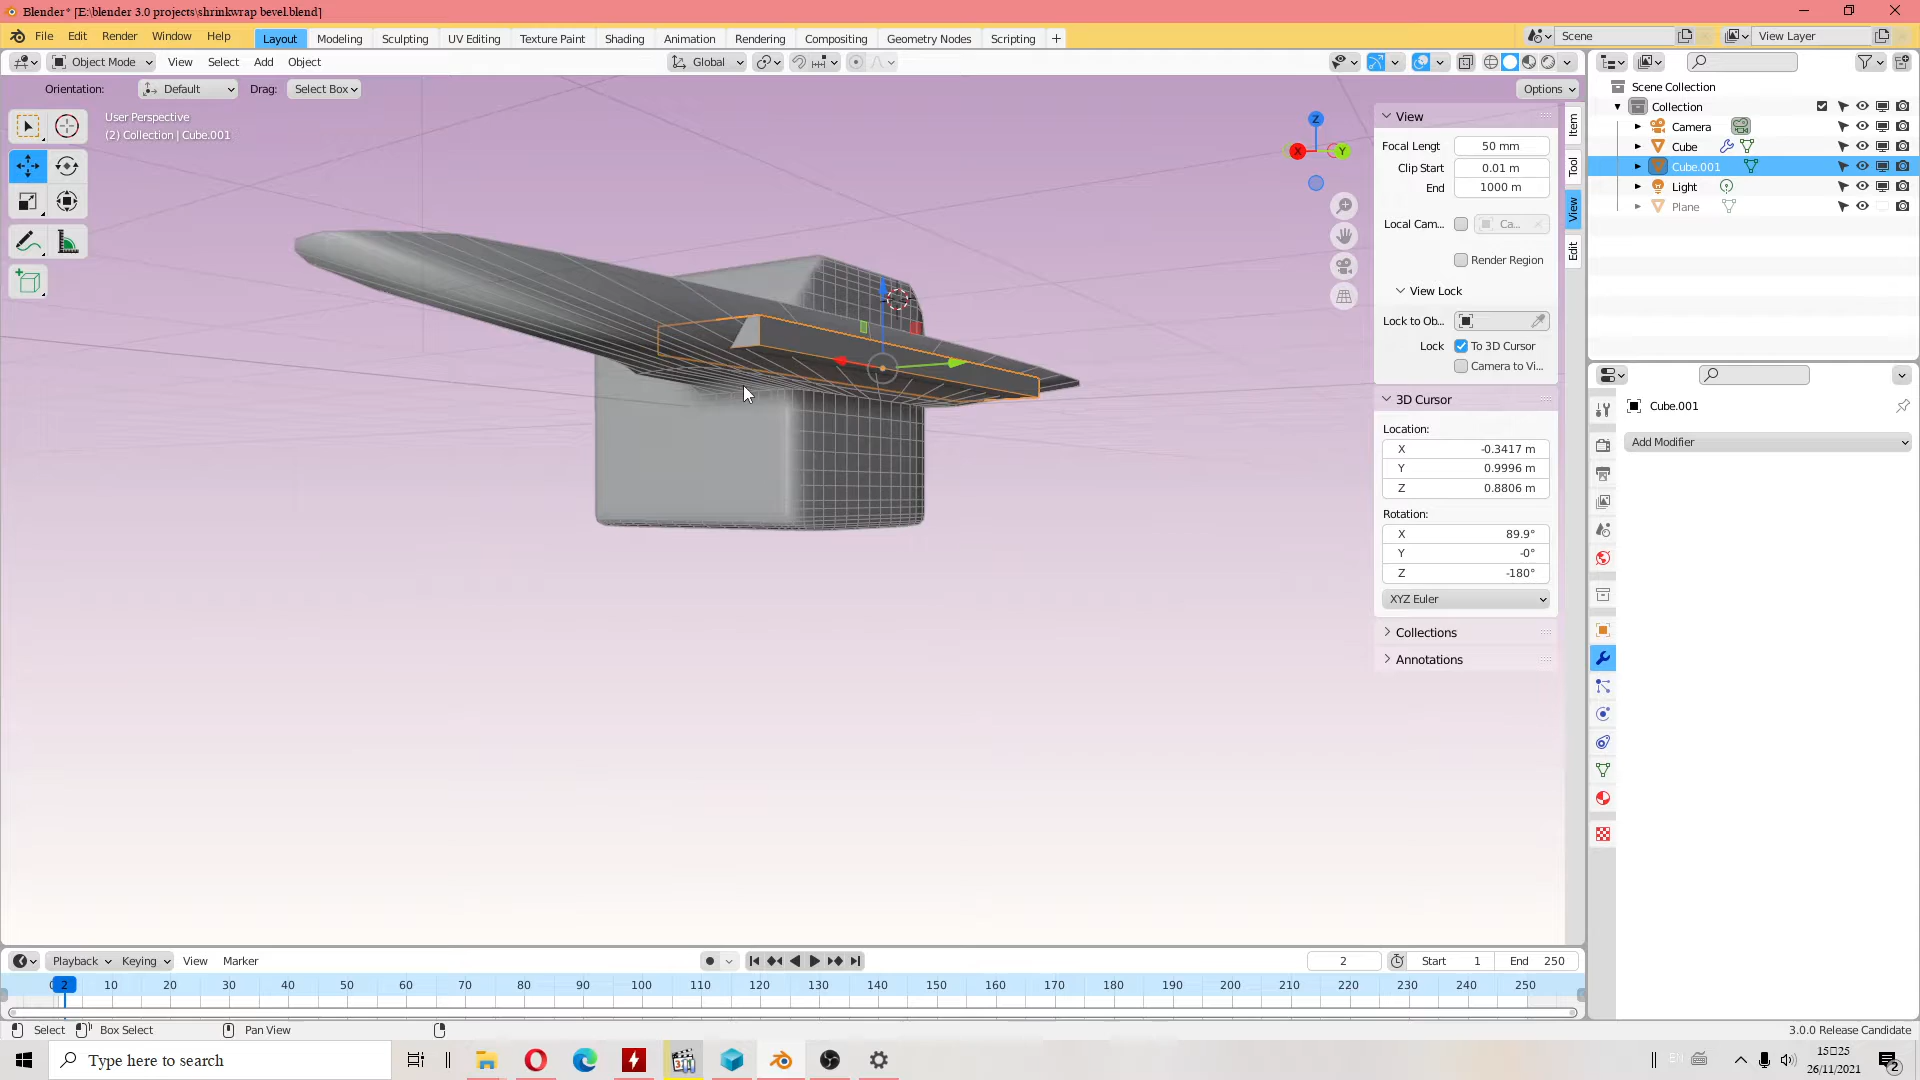 Blender* [E:\blender 3.0 projects\shrinkwrap bevel.blend]
File Edit Render Window Help Layout Modeling Sculpting UV Editing Texture Paint Shading Animation Rendering Compositing Geometry Nodes Scripting + Scene View Layer
Object Mode View Select Add Object Global
Orientation: Default Drag: Select Box Options
User Perspective
(2) Collection | Cube.001
Z
X Y
View
Focal Lengt 50 mm
Clip Start 0.01 m
End 1000 m
Local Cam... Ca...
Render Region
View Lock
Lock to Ob...
Lock To 3D Cursor
Camera to Vi...
3D Cursor
Location:
X -0.3417 m
Y 0.9996 m
Z 0.8806 m
Rotation:
X 89.9°
Y -0°
Z -180°
XYZ Euler
Collections
Annotations
Item
Tool
View
Edit
Scene Collection
Collection
Camera
Cube
Cube.001
Light
Plane
Cube.001
Add Modifier
Playback Keying View Marker 2 Start 1 End 250
0 2 10 20 30 40 50 60 70 80 90 100 110 120 130 140 150 160 170 180 190 200 210 220 230 240 250
Select Box Select Pan View 3.0.0 Release Candidate
Type here to search
321
EN
15:25
26/11/2021
2